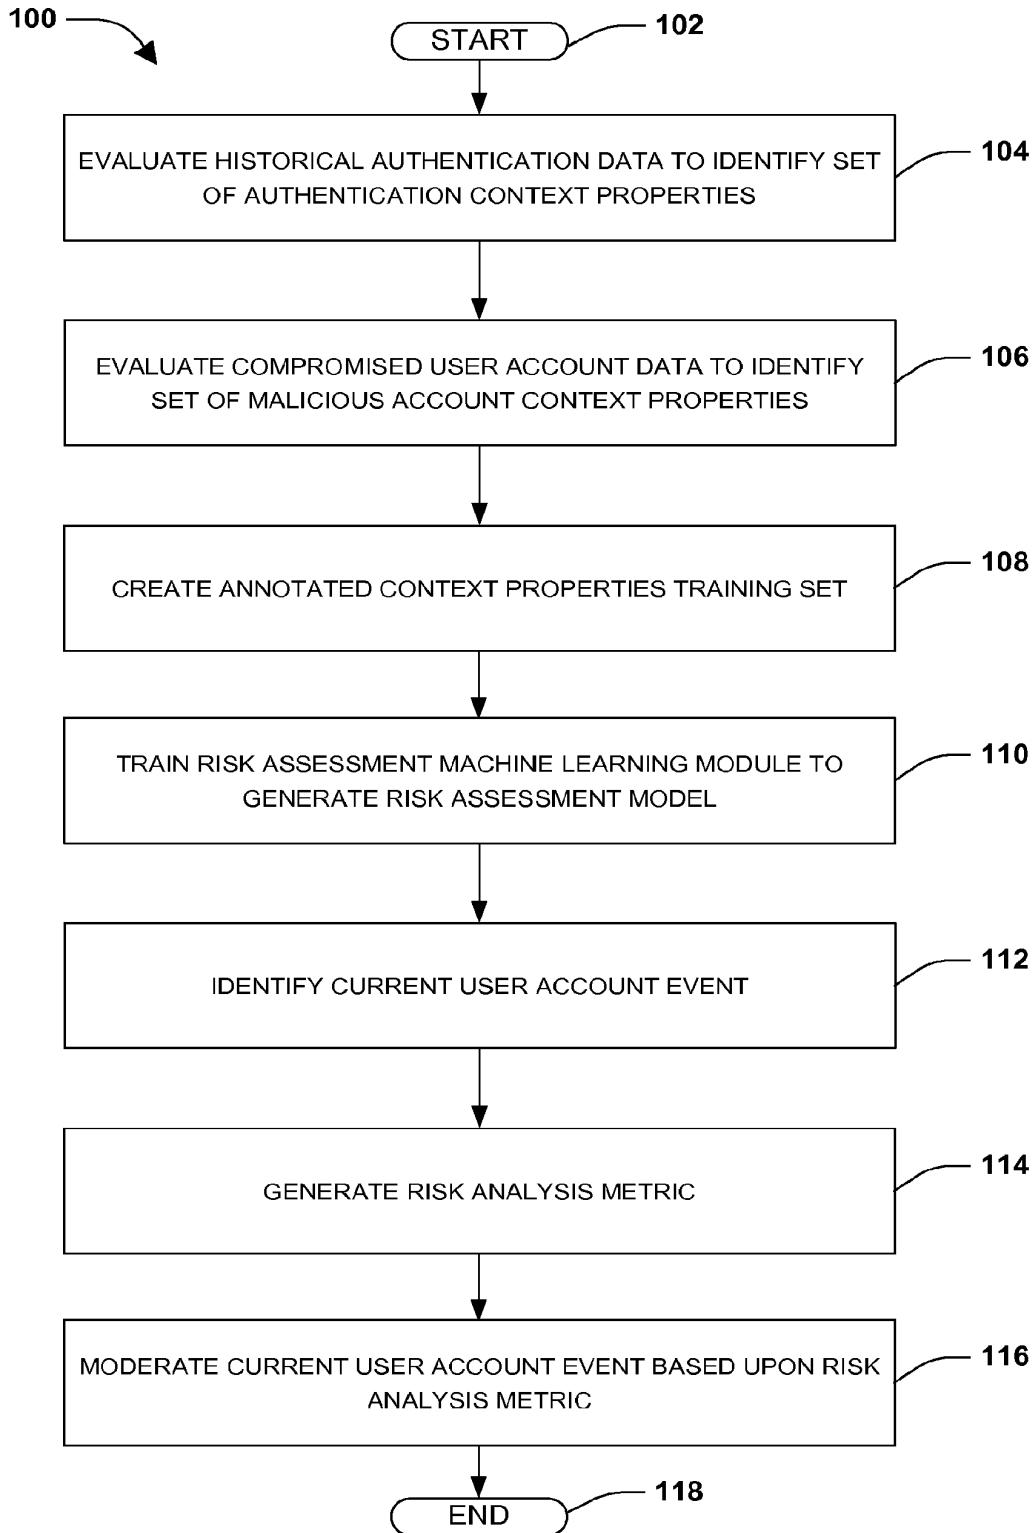 100
START
102
EVALUATE HISTORICAL AUTHENTICATION DATA TO IDENTIFY SET
OF AUTHENTICATION CONTEXT PROPERTIES
104
EVALUATE COMPROMISED USER ACCOUNT DATA TO IDENTIFY
SET OF MALICIOUS ACCOUNT CONTEXT PROPERTIES
106
CREATE ANNOTATED CONTEXT PROPERTIES TRAINING SET
108
TRAIN RISK ASSESSMENT MACHINE LEARNING MODULE TO
GENERATE RISK ASSESSMENT MODEL
110
IDENTIFY CURRENT USER ACCOUNT EVENT
112
GENERATE RISK ANALYSIS METRIC
114
MODERATE CURRENT USER ACCOUNT EVENT BASED UPON RISK
ANALYSIS METRIC
116
END
118